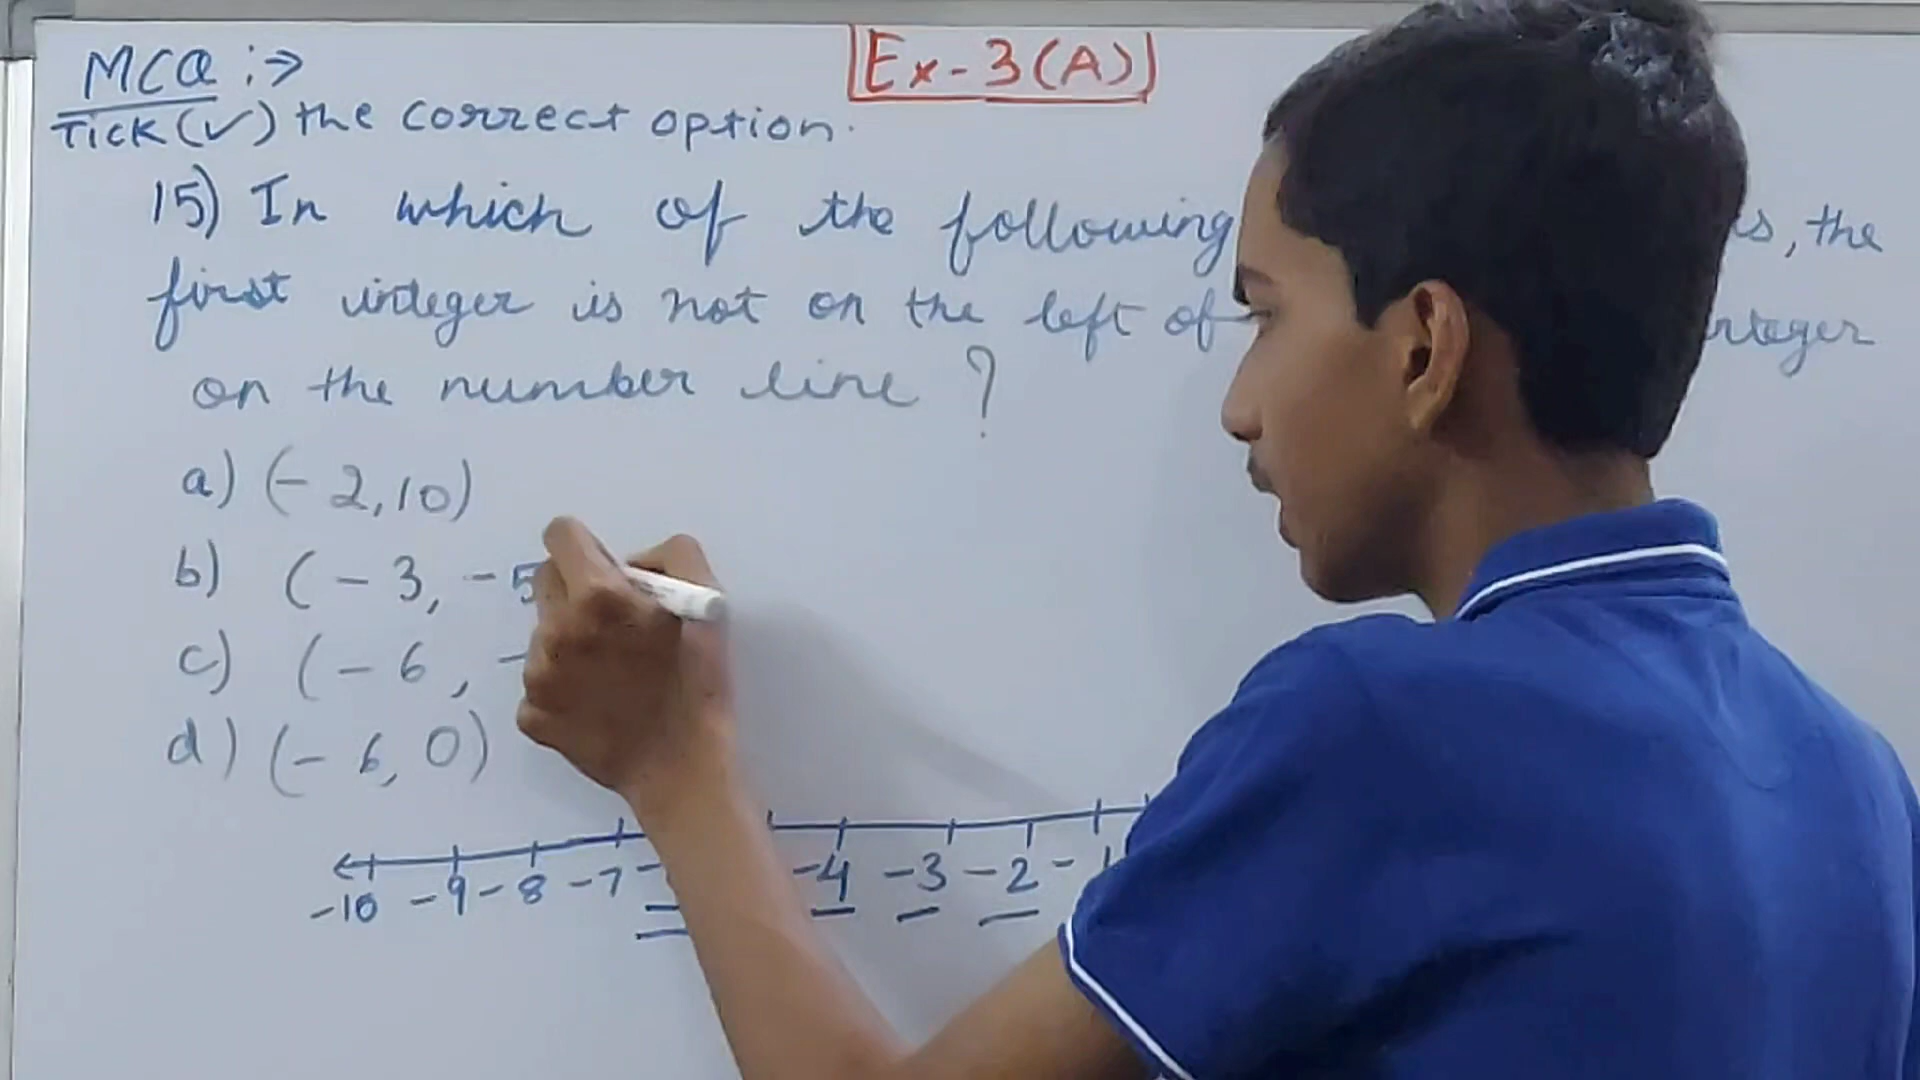 MCQ :→
Ex-3(A)
TICK(✓) the correct option.
15) In which of the following s, the
first integer is not on the left of
on the number line ?
a) (-2,10)
b) (-3, -5
c) (-6, -
d) (-6, 0)
-10 -9 -8 -7 - -4 -3 -2 -1